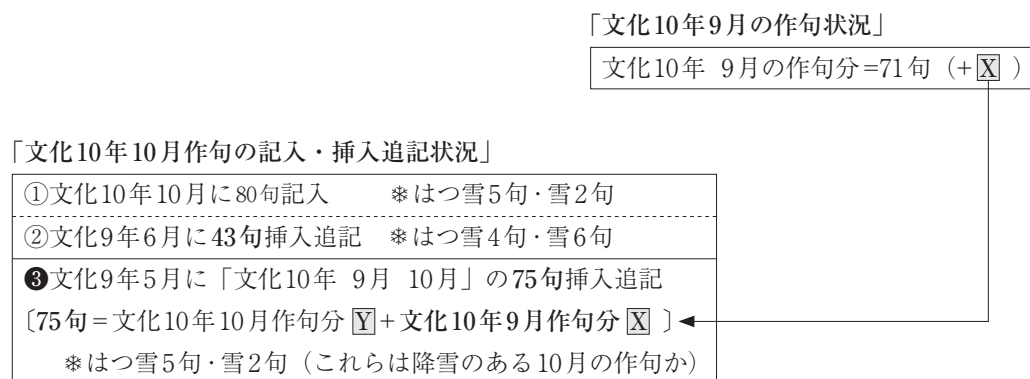 「文化10年9月の作句状況」
文化10年 9月の作句分=71句（+X ）
「文化10年10月作句の記入・挿入追記状況」
①文化10年10月に80句記入 ❄はつ雪5句・雪2句
②文化9年6月に43句挿入追記 ❄はつ雪4句・雪6句
❸文化9年5月に「文化10年 9月 10月」の75句挿入追記
〔75句=文化10年10月作句分 Y+文化10年9月作句分 X 〕
❄はつ雪5句・雪2句（これらは降雪のある10月の作句か）